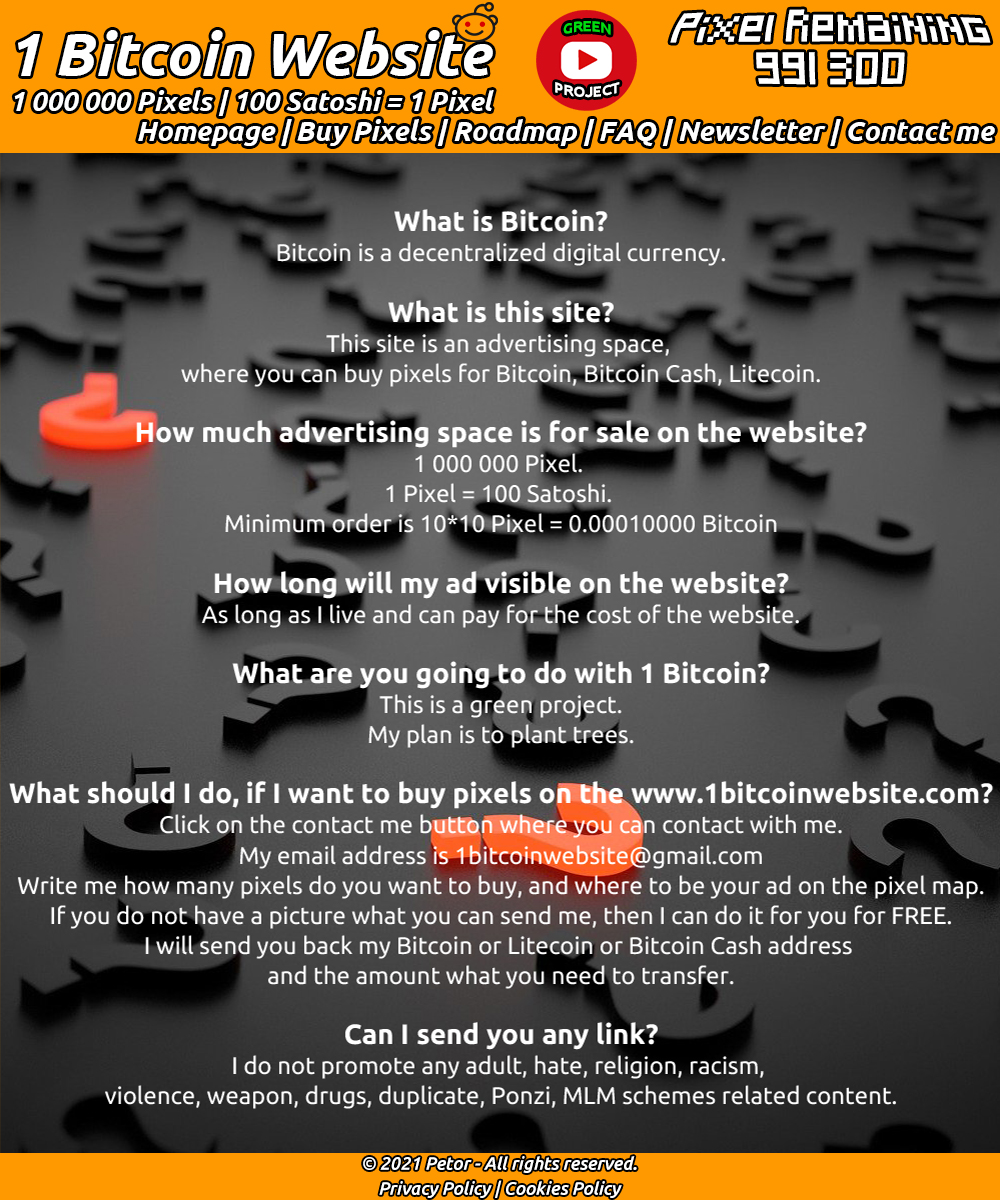 1 Bitcoin Website
1 000 000 Pixels | 100 Satoshi = 1 Pixel
GREEN
PROJECT
Pixel Remaining
991 300
Homepage | Buy Pixels | Roadmap | FAQ | Newsletter | Contact me
What is Bitcoin?
Bitcoin is a decentralized digital currency.
What is this site?
This site is an advertising space,
where you can buy pixels for Bitcoin, Bitcoin Cash, Litecoin.
How much advertising space is for sale on the website?
1 000 000 Pixel.
1 Pixel = 100 Satoshi.
Minimum order is 10*10 Pixel = 0.00010000 Bitcoin
How long will my ad visible on the website?
As long as I live and can pay for the cost of the website.
What are you going to do with 1 Bitcoin?
This is a green project.
My plan is to plant trees.
What should I do, if I want to buy pixels on the www.1bitcoinwebsite.com?
Click on the contact me button where you can contact with me.
My email address is 1bitcoinwebsite@gmail.com
Write me how many pixels do you want to buy, and where to be your ad on the pixel map.
If you do not have a picture what you can send me, then I can do it for you for FREE.
I will send you back my Bitcoin or Litecoin or Bitcoin Cash address
and the amount what you need to transfer.
Can I send you any link?
I do not promote any adult, hate, religion, racism,
violence, weapon, drugs, duplicate, Ponzi, MLM schemes related content.
© 2021 Petor - All rights reserved.
Privacy Policy | Cookies Policy